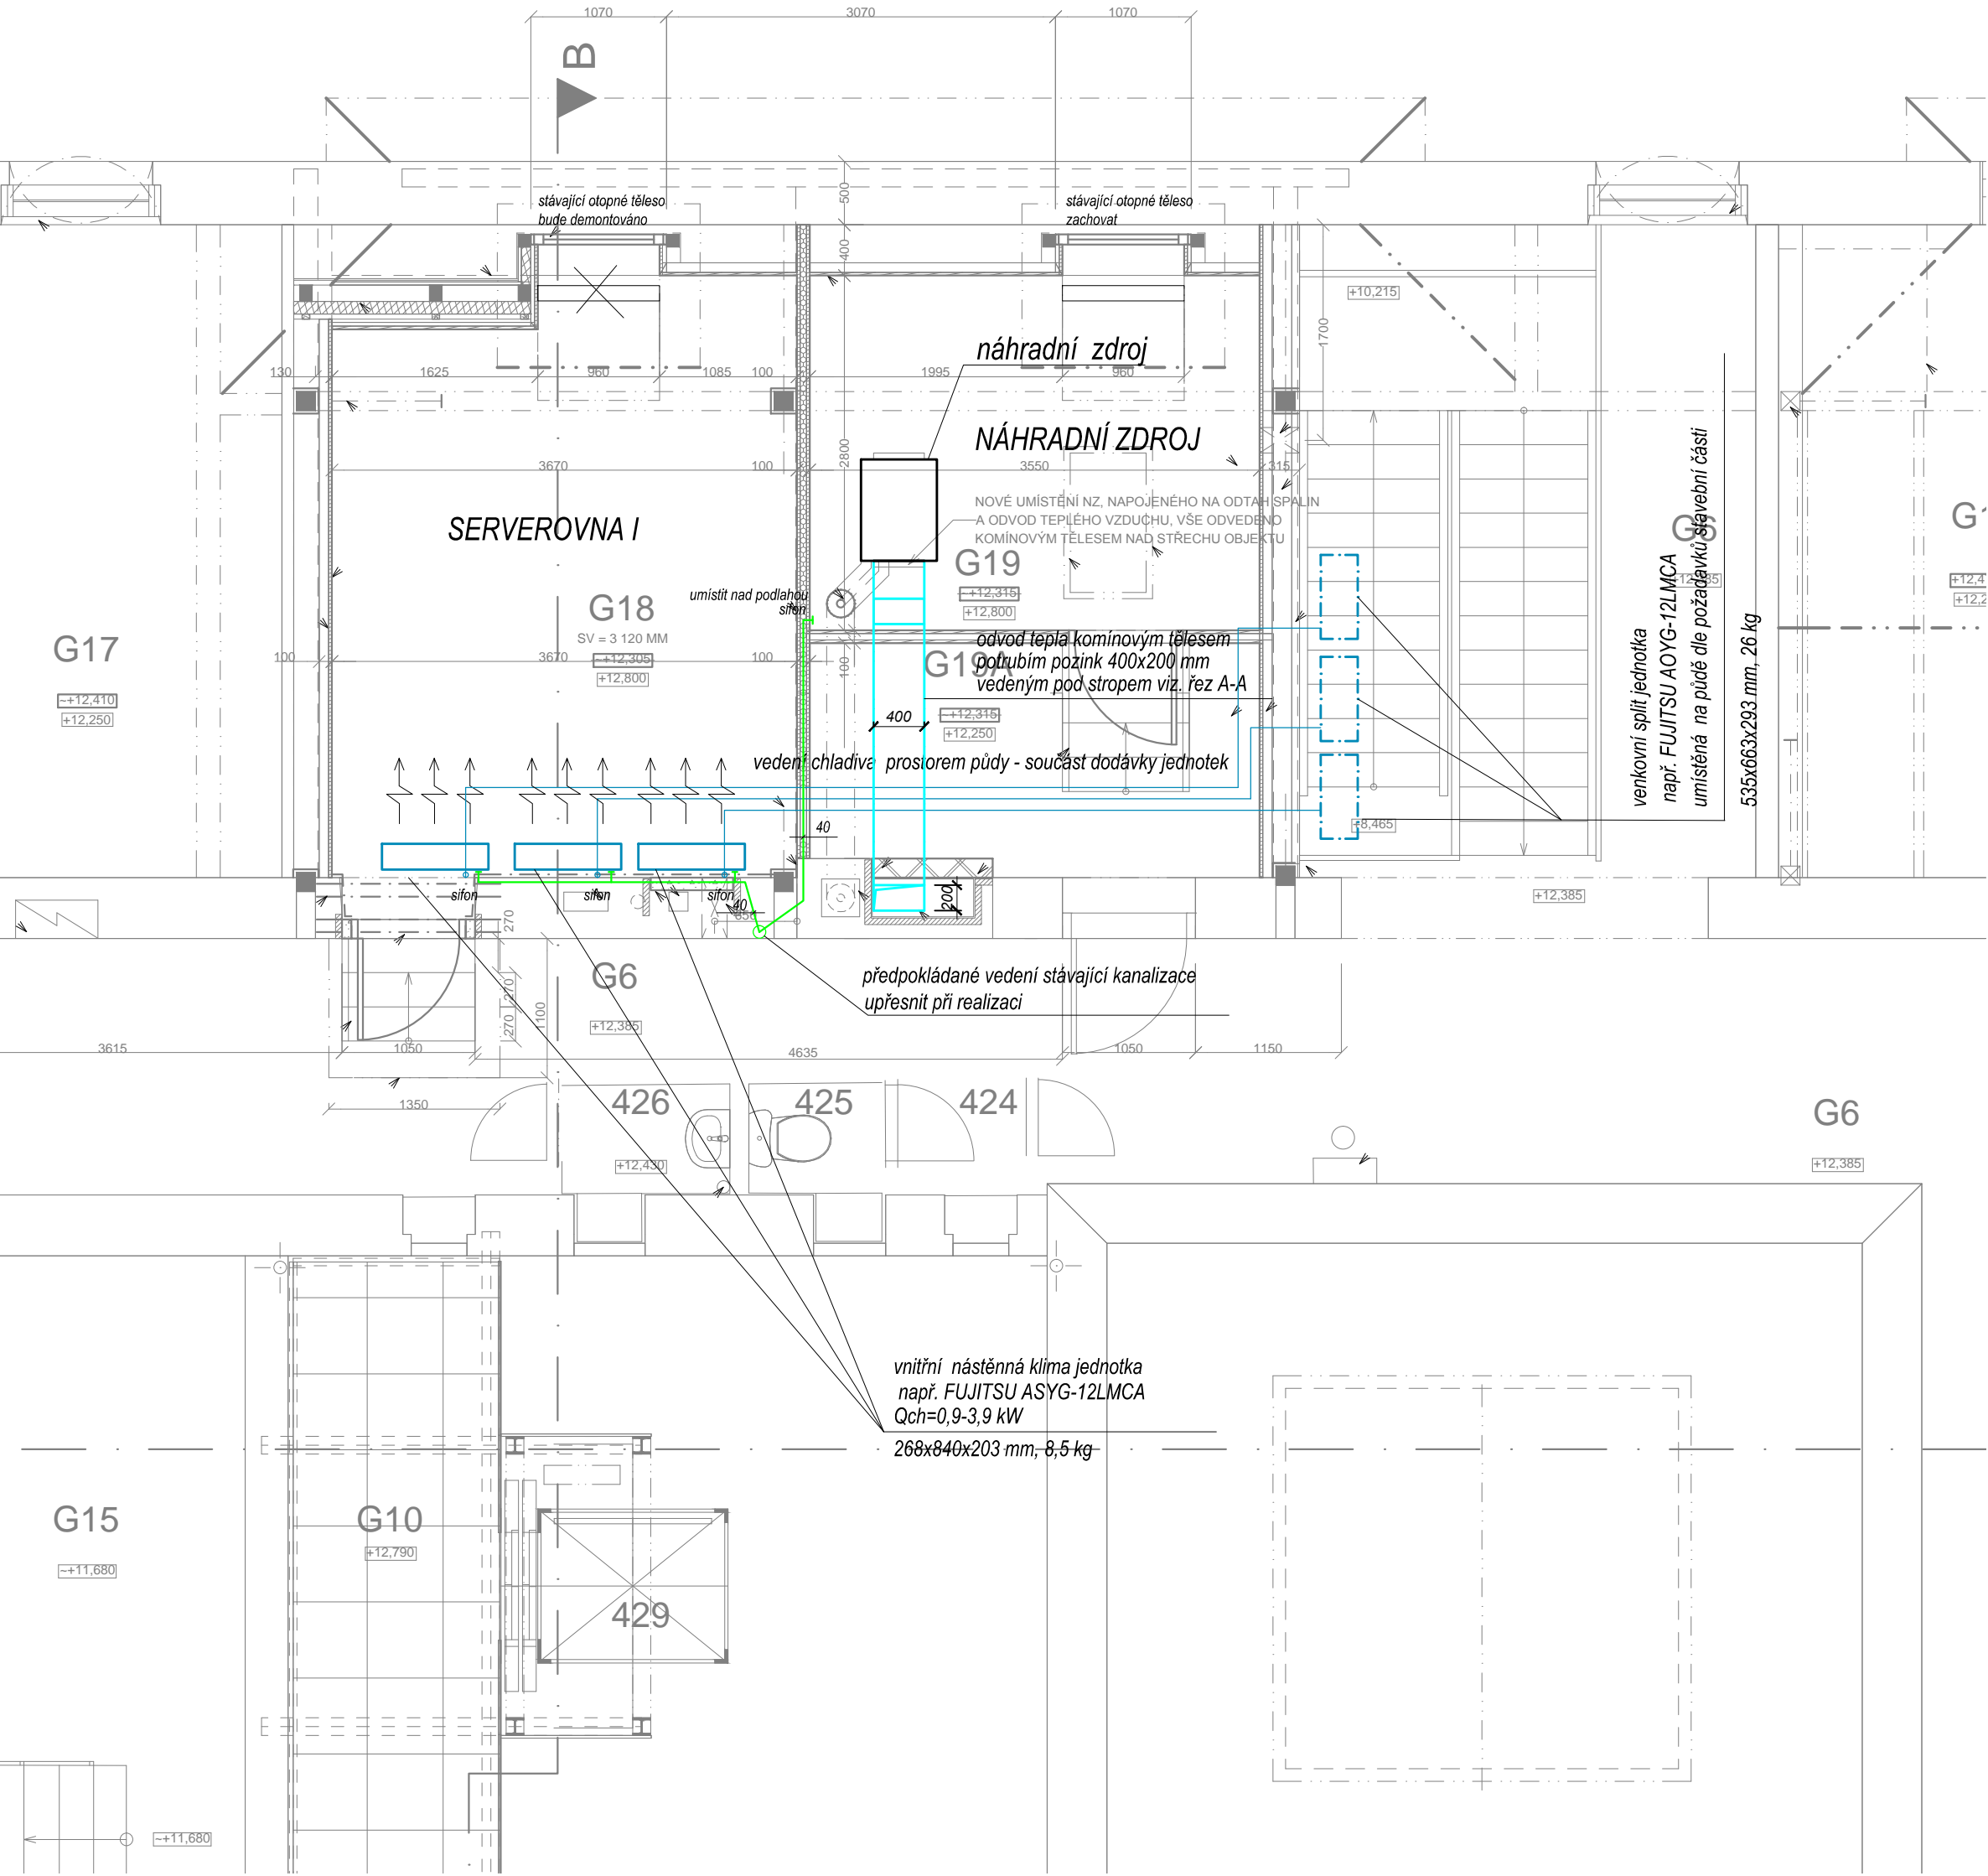 1070
3070
1070
B
500
stávající otopné těleso
bude demontováno
stávající otopné těleso
zachovat
400
+10,215
1700
náhradní zdroj
130
1625
960
1085
100
1995
960
NÁHRADNÍ ZDROJ
2800
3670
100
3550
315
SEREROVNA I
NOVÉ UMÍSTĚNÍ NZ, NAPOJENÉHO NA ODTAH SPALIN
A ODVOD TEPLÉHO VZDUCHU, VŠE ODVEDENO
KOMÍNOVÝM TĚLESEM NAD STŘECHU OBJEKTU
G19
~+12,315
+12,800
umístit nad podlahou
sifon
G18
SV = 3 120 MM
~+12,305
+12,800
G17
~+12,410
+12,250
100
3670
100
100
odvod tepla komínovým tělesem
potrubím pozink 400x200 mm
vedeným pod stropem viz. řez A-A
G19A
~+12,315
+12,250
400
vedení chladiva prostorem půdy - součást dodávky jednotek
venkovní split jednotka
např. FUJITSU AOYG-12LMCA
umístěná na půdě dle požadavků stavební části
535x663x293 mm, 26 kg
G6
+8,465
40
sifon
sifon
sifon
40
200
+12,385
270
270
270
1100
G6
+12,385
předpokládané vedení stávající kanalizace
upřesnit při realizaci
3615
1050
4635
1050
1150
1350
426
425
424
+12,430
G6
+12,385
vnitřní nástěnná klima jednotka
např. FUJITSU ASYG-12LMCA
Qch=0,9-3,9 kW
268x840x203 mm, 8,5 kg
G15
~+11,680
G10
+12,790
429
~+11,680